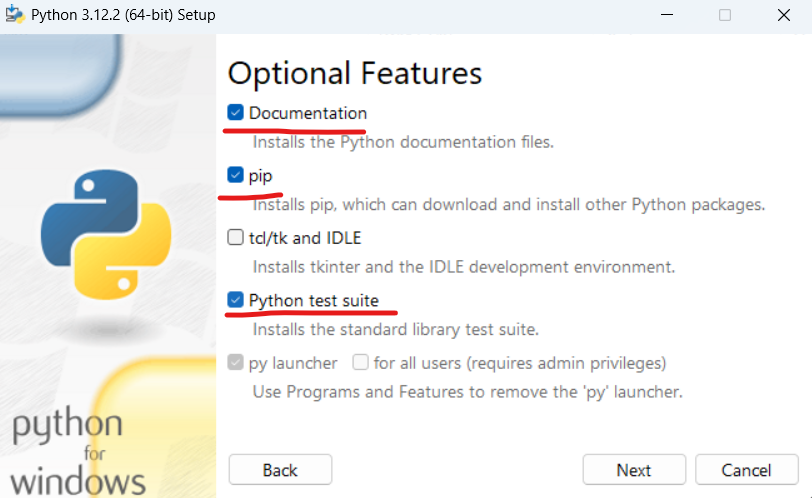 Python 3.12.2 (64-bit) Setup
Optional Features
Documentation
Installs the Python documentation files.
pip
Installs pip, which can download and install other Python packages.
tcl/tk and IDLE
Installs tkinter and the IDLE development environment.
Python test suite
Installs the standard library test suite.
py launcher for all users (requires admin privileges)
Use Programs and Features to remove the 'py' launcher.
python
for
windows
Back Next Cancel